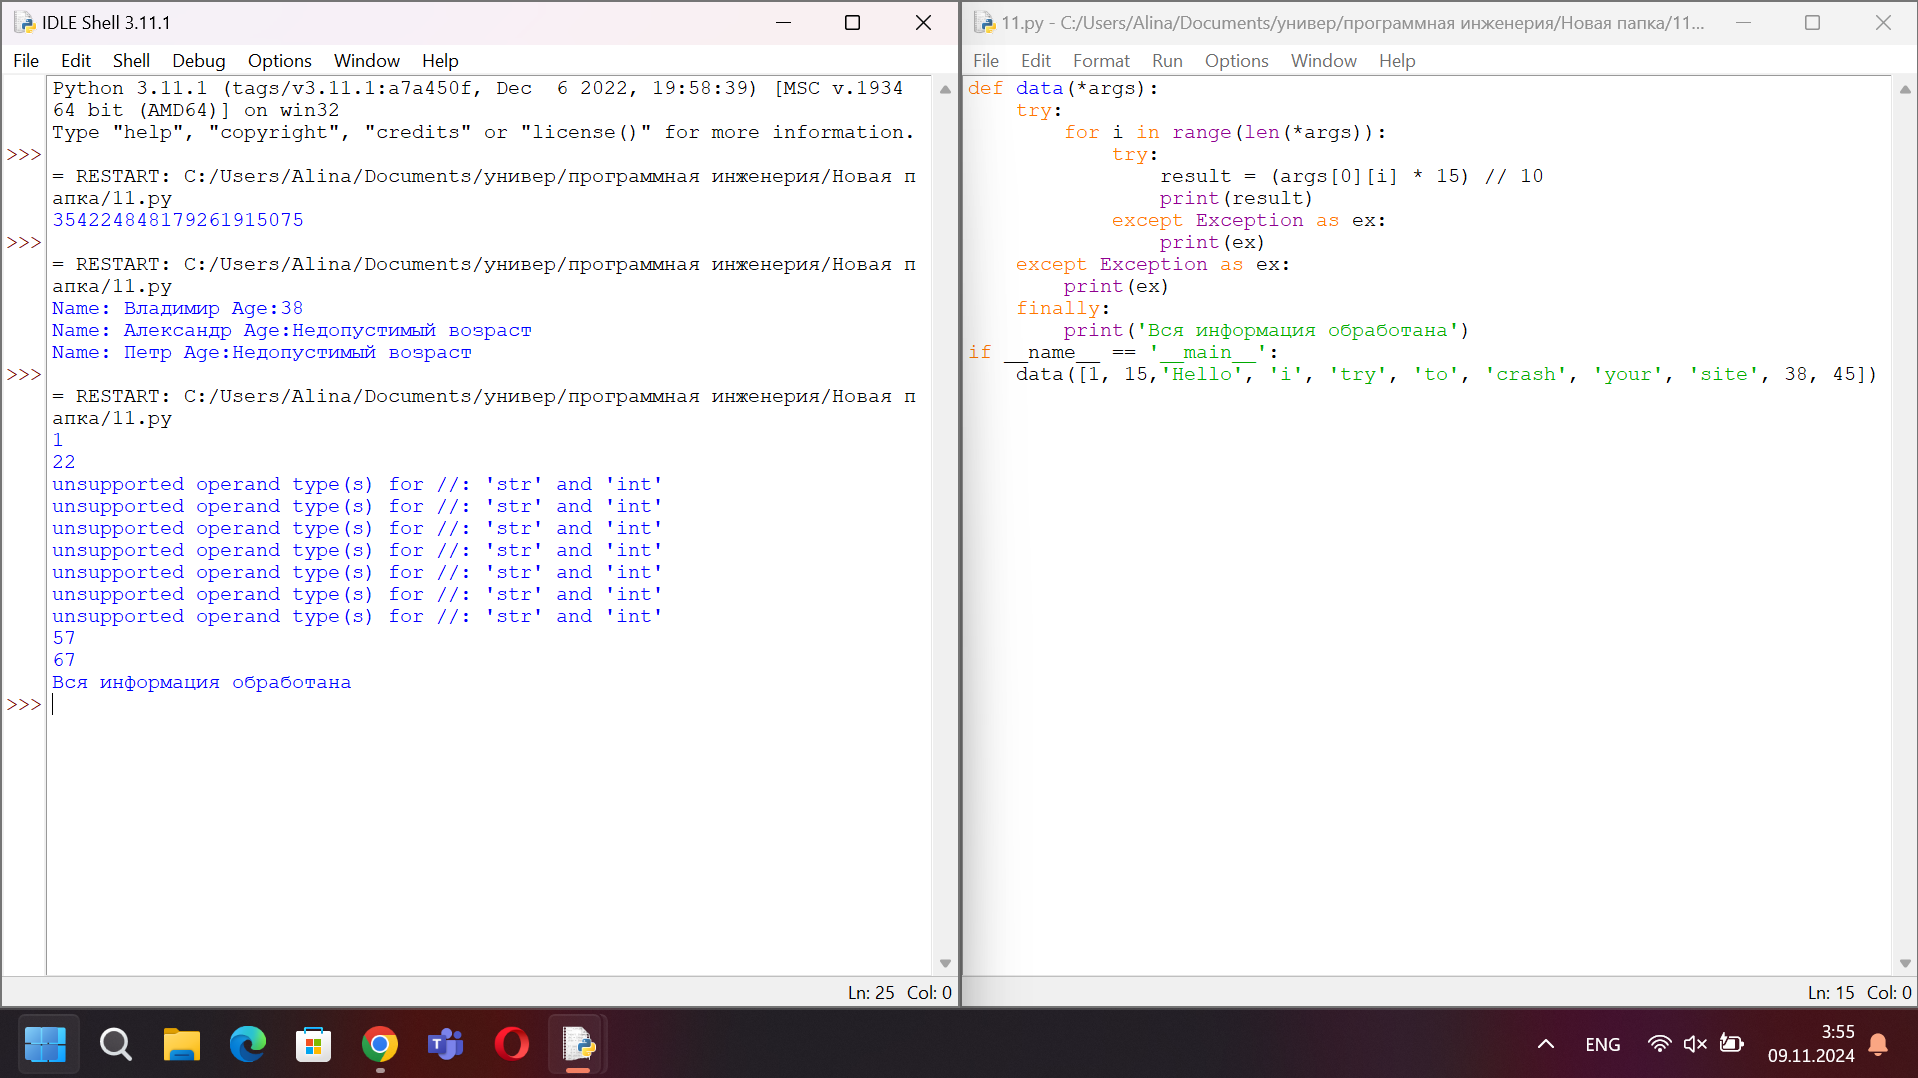 IDLE Shell 3.11.1
File Edit Shell Debug Options Window Help
Python 3.11.1 (tags/v3.11.1:a7a450f, Dec  6 2022, 19:58:39) [MSC v.1934
64 bit (AMD64)] on win32
Type "help", "copyright", "credits" or "license()" for more information.
>>>
= RESTART: C:/Users/Alina/Documents/универ/программная инженерия/Новая п
апка/11.py
354224848179261915075
>>>
= RESTART: C:/Users/Alina/Documents/универ/программная инженерия/Новая п
апка/11.py
Name: Владимир Age:38
Name: Александр Age:Недопустимый возраст
Name: Петр Age:Недопустимый возраст
>>>
= RESTART: C:/Users/Alina/Documents/универ/программная инженерия/Новая п
апка/11.py
1
22
unsupported operand type(s) for //: 'str' and 'int'
unsupported operand type(s) for //: 'str' and 'int'
unsupported operand type(s) for //: 'str' and 'int'
unsupported operand type(s) for //: 'str' and 'int'
unsupported operand type(s) for //: 'str' and 'int'
unsupported operand type(s) for //: 'str' and 'int'
unsupported operand type(s) for //: 'str' and 'int'
57
67
Вся информация обработана
>>>
Ln: 25 Col: 0
11.py - C:/Users/Alina/Documents/универ/программная инженерия/Новая папка/11...
File Edit Format Run Options Window Help
def data(*args):
    try:
        for i in range(len(*args)):
            try:
                result = (args[0][i] * 15) // 10
                print(result)
            except Exception as ex:
                print(ex)
    except Exception as ex:
        print(ex)
    finally:
        print('Вся информация обработана')
if __name__ == '__main__':
    data([1, 15,'Hello', 'i', 'try', 'to', 'crash', 'your', 'site', 38, 45])
Ln: 15 Col: 0
ENG
3:55
09.11.2024